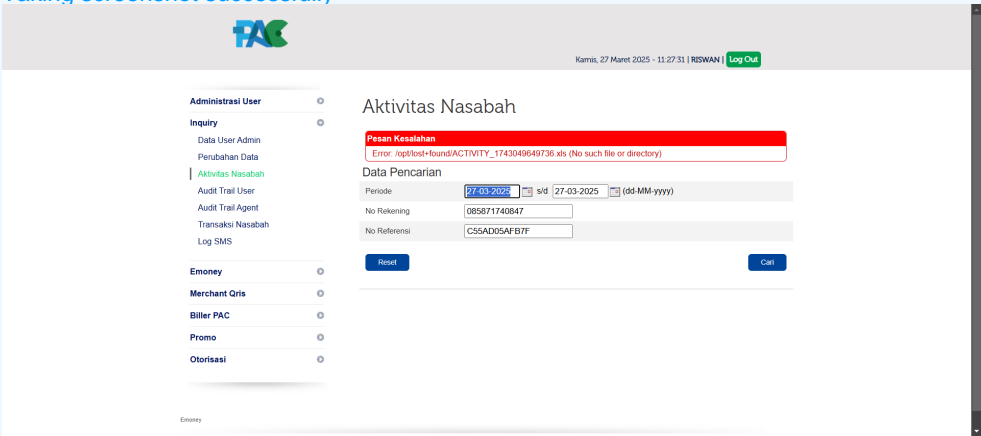 PAC
Kamis, 27 Maret 2025 - 11:27:31 | RISWAN | Log Out
Administrasi User
Inquiry
Data User Admin
Perubahan Data
Aktivitas Nasabah
Audit Trail User
Audit Trail Agent
Transaksi Nasabah
Log SMS
Emoney
Merchant Qris
Biller PAC
Promo
Otorisasi
Aktivitas Nasabah
Pesan Kesalahan
Error: /opt/lost+found/ACTIVITY_1743049649736.xls (No such file or directory)
Data Pencarian
Periode 27-03-2025 s/d 27-03-2025 (dd-MM-yyyy)
No Rekening 085871740847
No Referensi C55AD05AFB7F
Reset Cari
Emoney